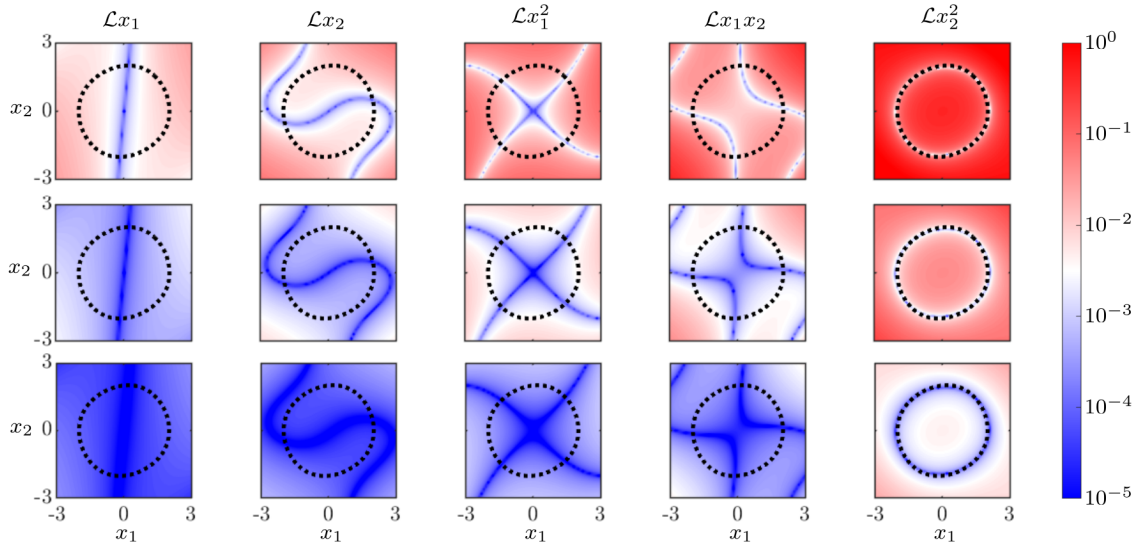 ℒx₁ ℒx₂ ℒx₁² ℒx₁x₂ ℒx₂²
3 10⁰
x₂ 0
-3 10⁻¹
3 10⁻²
x₂ 0
-3 10⁻³
3 10⁻⁴
x₂ 0
-3 10⁻⁵
-3 0 3 -3 0 3 -3 0 3 -3 0 3 -3 0 3
x₁ x₁ x₁ x₁ x₁